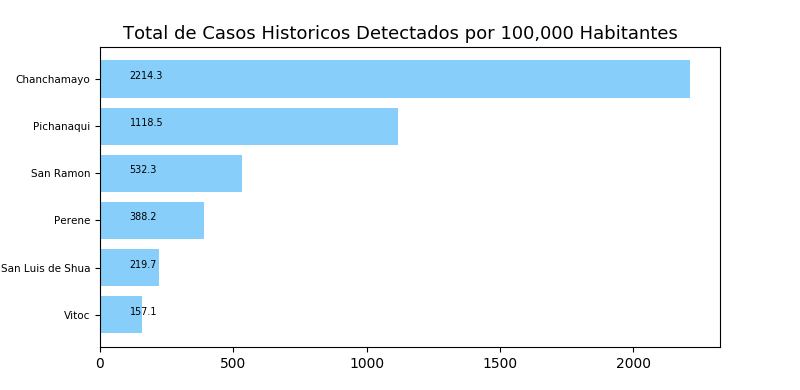 Total de Casos Historicos Detectados por 100,000 Habitantes
Chanchamayo 2214.3
Pichanaqui 1118.5
San Ramon 532.3
Perene 388.2
San Luis de Shua 219.7
Vitoc 157.1
0 500 1000 1500 2000